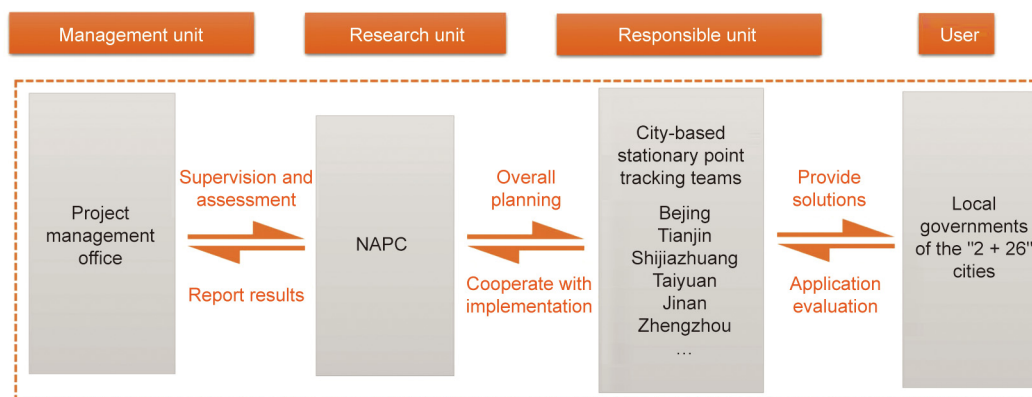 Management unit
Research unit
Responsible unit
User
Project
management
office
Supervision and
assessment
Report results
NAPC
Overall
planning
Cooperate with
implementation
City-based
stationary point
tracking teams
Bejing
Tianjin
Shijiazhuang
Taiyuan
Jinan
Zhengzhou
...
Provide
solutions
Application
evaluation
Local
governments
of the "2 + 26"
cities